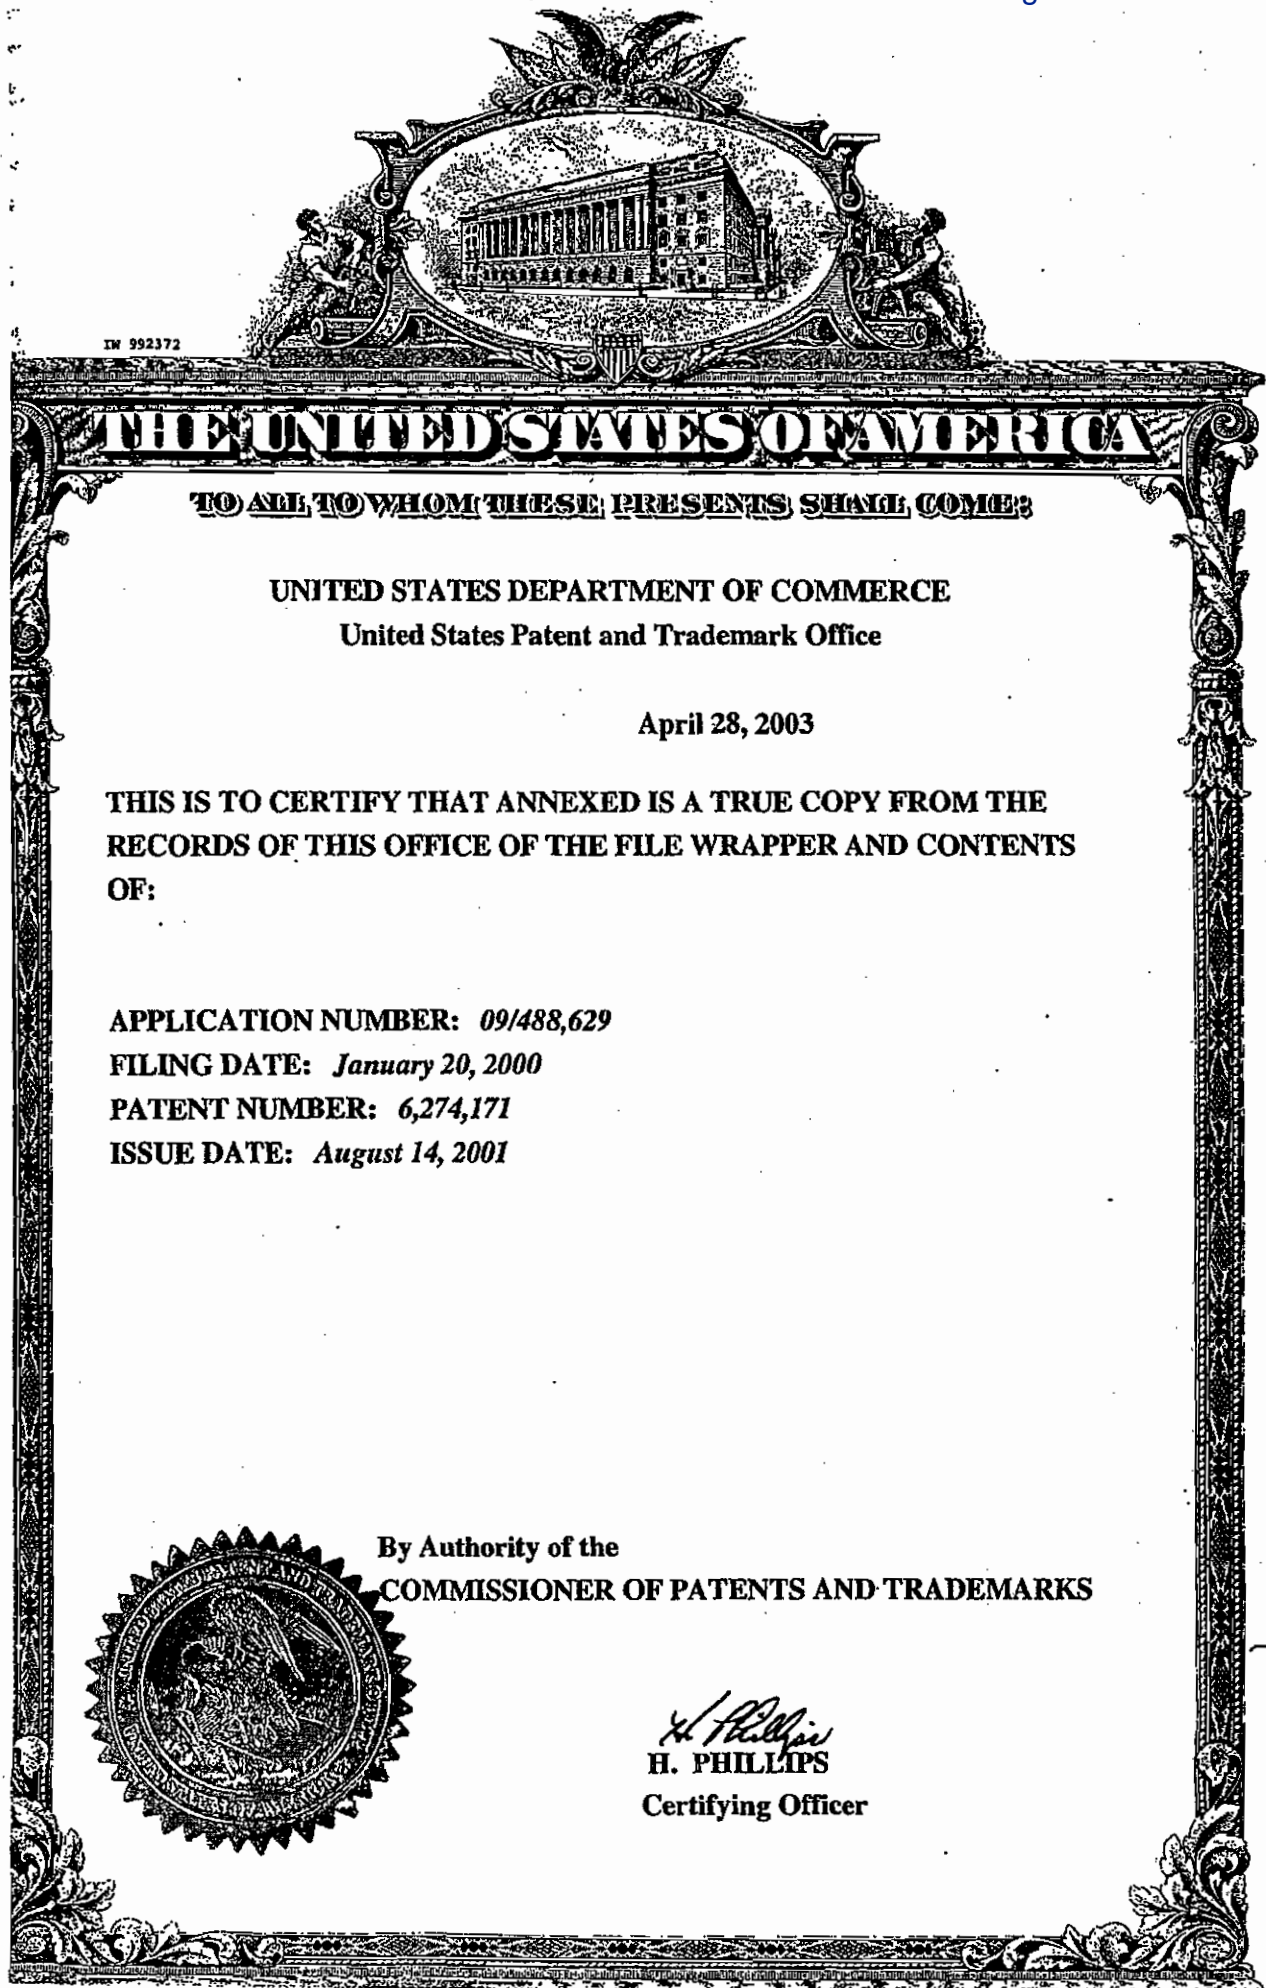 IW 992372
THE UNITED STATES OF AMERICA
TO ALL TO WHOM THESE PRESENTS SHALL COME:
UNITED STATES DEPARTMENT OF COMMERCE
United States Patent and Trademark Office
April 28, 2003
THIS IS TO CERTIFY THAT ANNEXED IS A TRUE COPY FROM THE
RECORDS OF THIS OFFICE OF THE FILE WRAPPER AND CONTENTS
OF:
APPLICATION NUMBER: 09/488,629
FILING DATE: January 20, 2000
PATENT NUMBER: 6,274,171
ISSUE DATE: August 14, 2001
By Authority of the
COMMISSIONER OF PATENTS AND TRADEMARKS
H Phillips
H. PHILLIPS
Certifying Officer